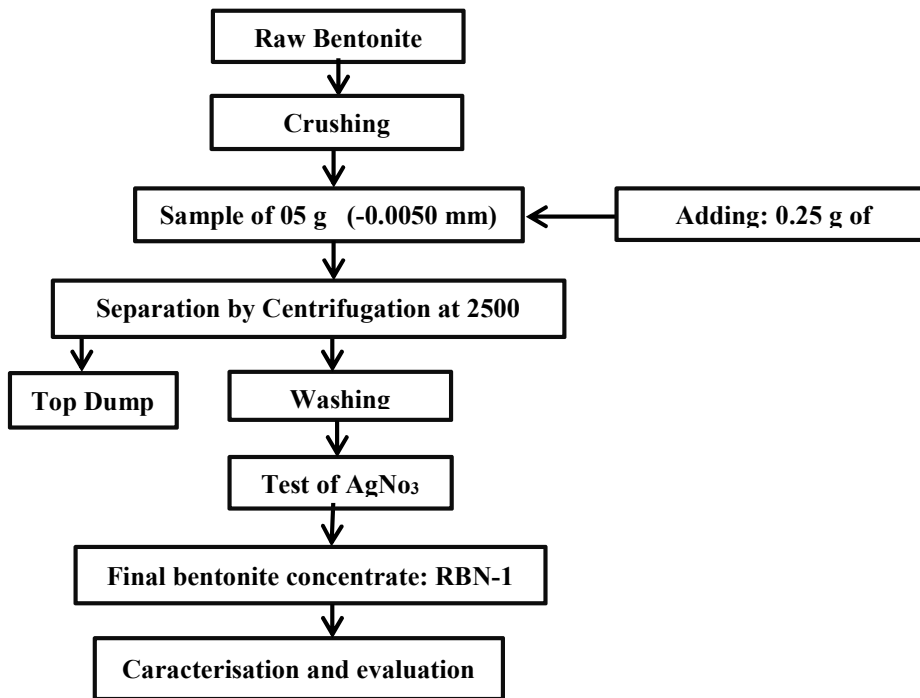 Raw Bentonite
Crushing
Sample of 05 g (-0.0050 mm)
Adding: 0.25 g of
Separation by Centrifugation at 2500
Top Dump
Washing
Test of AgNo₃
Final bentonite concentrate: RBN-1
Caracterisation and evaluation